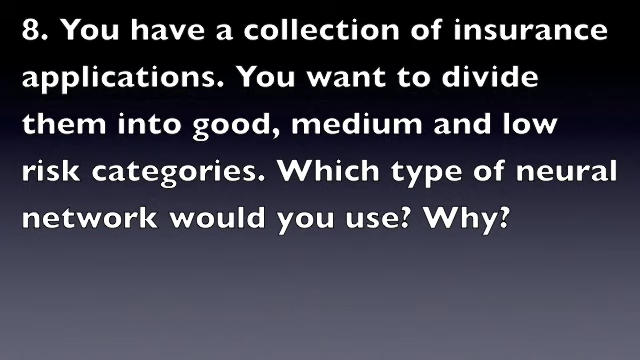 8. You have a collection of insurance
applications. You want to divide
them into good, medium and low
risk categories. Which type of neural
network would you use? Why?